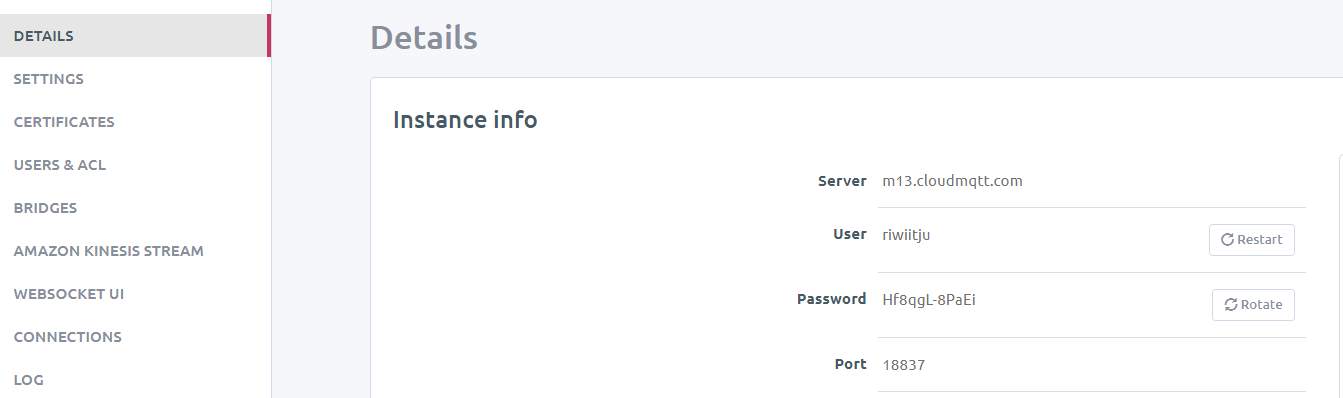 DETAILS
SETTINGS
CERTIFICATES
USERS & ACL
BRIDGES
AMAZON KINESIS STREAM
WEBSOCKET UI
CONNECTIONS
LOG
Details
Instance info
Server m13.cloudmqtt.com
User riwiitju Restart
Password Hf8qgL-8PaEi Rotate
Port 18837